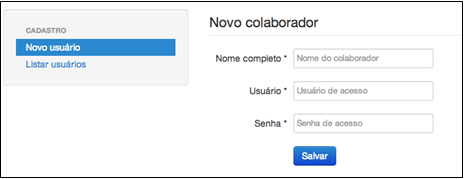 CADASTRO
Novo usuário
Listar usuários
Novo colaborador
Nome completo * Nome do colaborador
Usuário * Usuário de acesso
Senha * Senha de acesso
Salvar